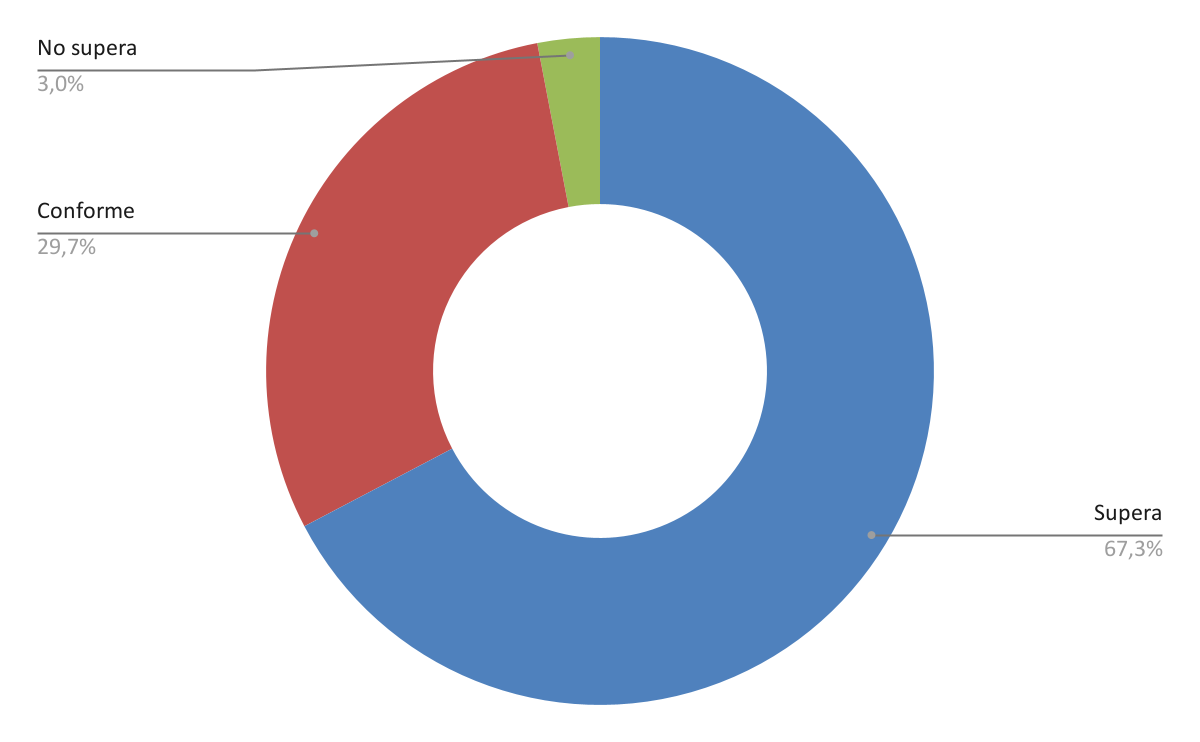 No supera
3,0%
Conforme
29,7%
Supera
67,3%